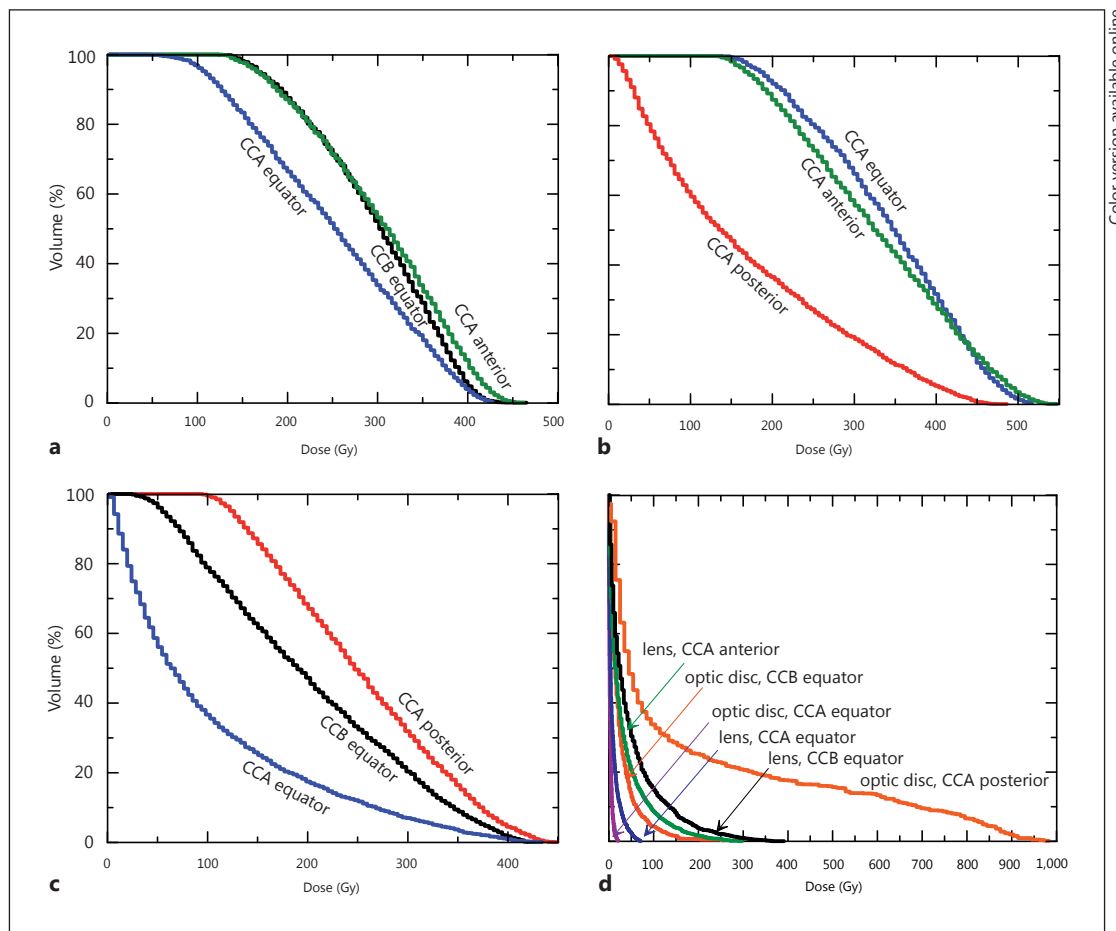 Color version available online
100
80
60
40
20
0
Volume (%)
CCA equator
CCB equator
CCA anterior
0 100 200 300 400 500
Dose (Gy)
a
CCA equator
CCA anterior
CCA posterior
0 100 200 300 400 500
Dose (Gy)
b
100
80
60
40
20
0
Volume (%)
CCA posterior
CCB equator
CCA equator
0 100 200 300 400
Dose (Gy)
c
lens, CCA anterior
optic disc, CCB equator
optic disc, CCA equator
lens, CCA equator
lens, CCB equator
optic disc, CCA posterior
0 100 200 300 400 500 600 700 800 900 1,000
Dose (Gy)
d